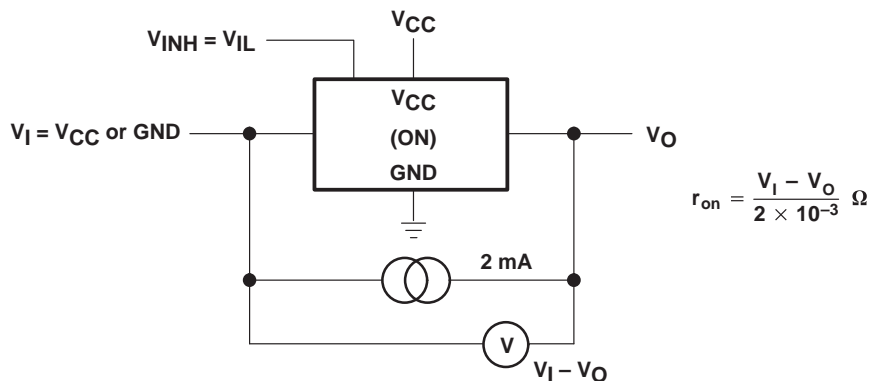 V_CC
V_INH = V_IL
V_CC
V_I = V_CC or GND
(ON)
V_O
GND
r_on = (V_I – V_O) / (2 × 10^–3) Ω
2 mA
V
V_I – V_O